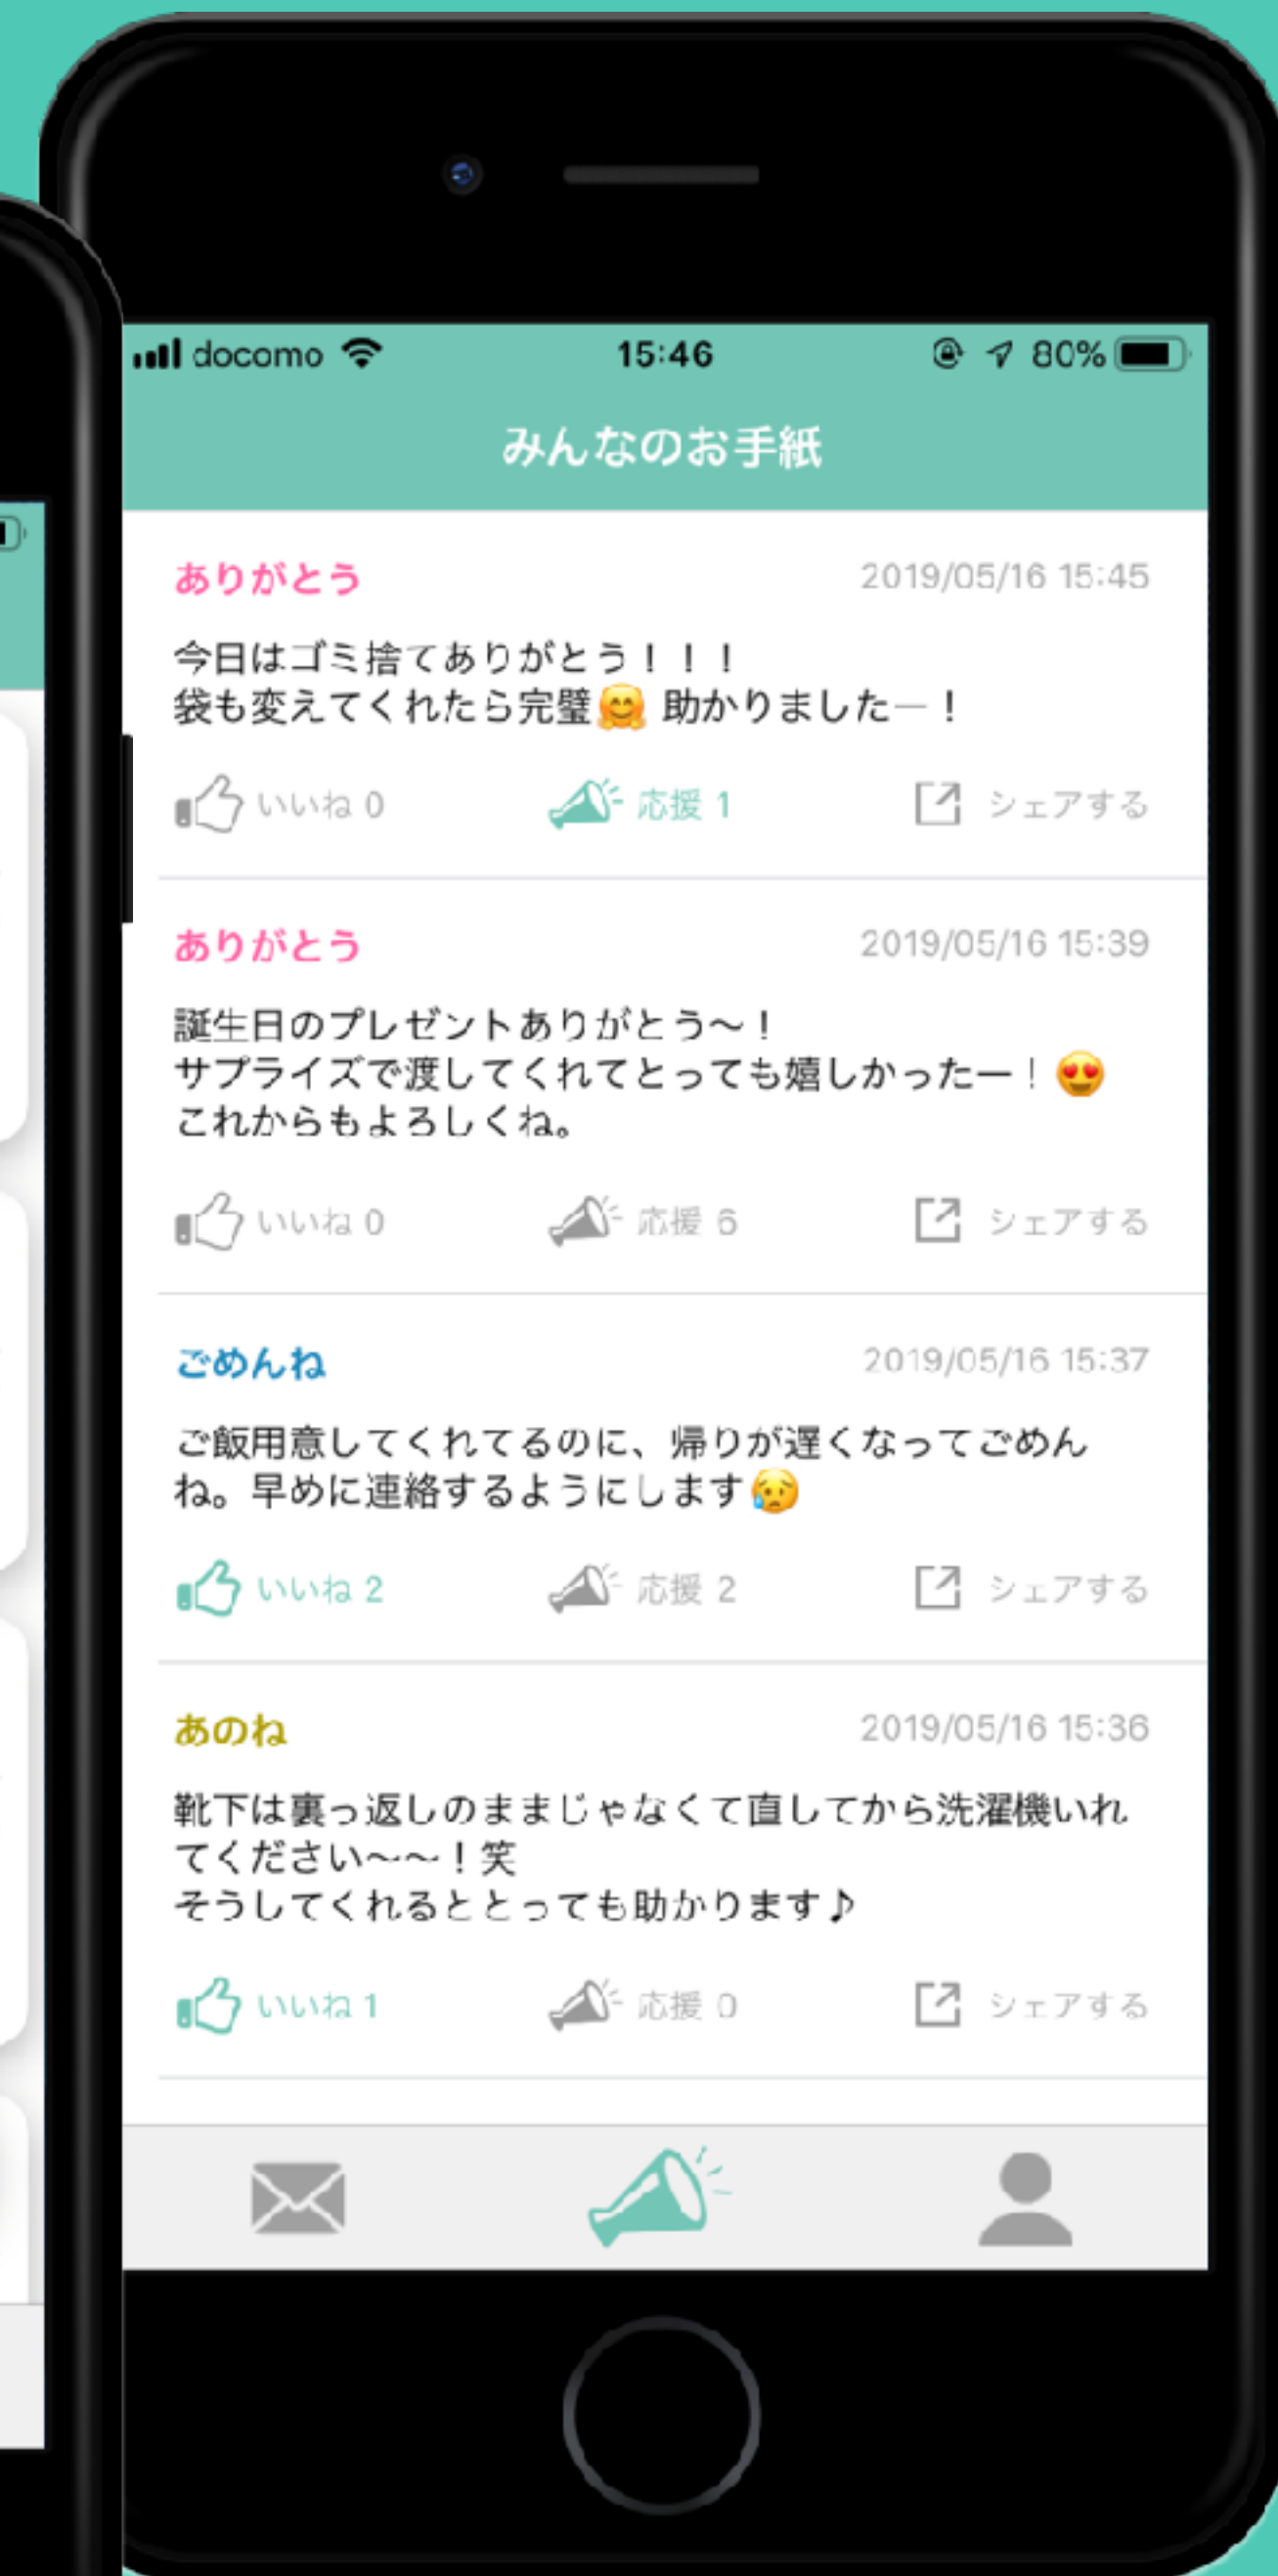 docomo 15:46 80%
みんなのお手紙
ありがとう 2019/05/16 15:45
今日はゴミ捨てありがとう！！！
袋も変えてくれたら完璧🤗 助かりました―！
いいね 0 応援 1 シェアする
ありがとう 2019/05/16 15:39
誕生日のプレゼントありがとう〜！
サプライズで渡してくれてとっても嬉しかったー！😍
これからもよろしくね。
いいね 0 応援 6 シェアする
ごめんね 2019/05/16 15:37
ご飯用意してくれてるのに、帰りが遅くなってごめん
ね。早めに連絡するようにします😥
いいね 2 応援 2 シェアする
あのね 2019/05/16 15:36
靴下は裏っ返しのままじゃなくて直してから洗濯機いれ
てください〜〜！笑
そうしてくれるととっても助かります♪
いいね 1 応援 0 シェアする